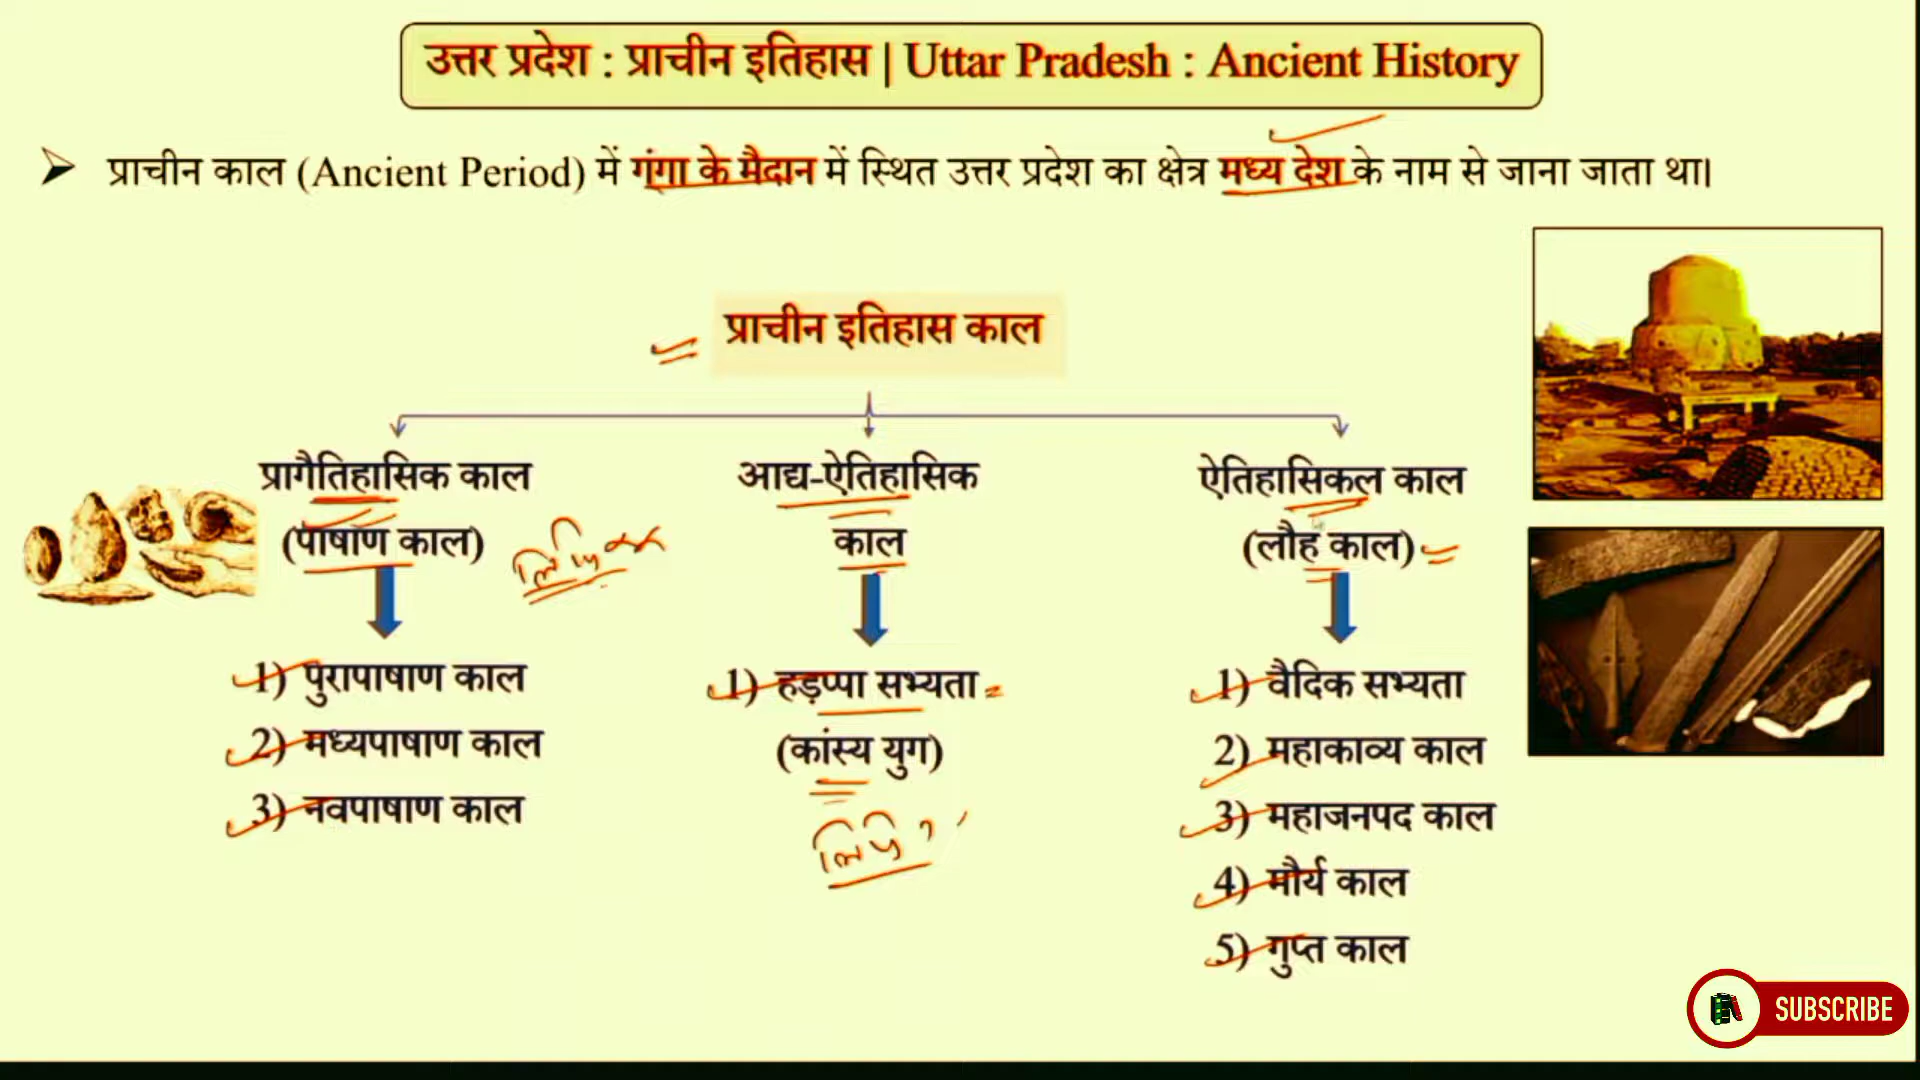 उत्तर प्रदेश : प्राचीन इतिहास | Uttar Pradesh : Ancient History
प्राचीन काल (Ancient Period) में गंगा के मैदान में स्थित उत्तर प्रदेश का क्षेत्र मध्य देश के नाम से जाना जाता था।
प्राचीन इतिहास काल
प्रागैतिहासिक काल
(पाषाण काल)
लिपि
1) पुरापाषाण काल
2) मध्यपाषाण काल
3) नवपाषाण काल
आद्य-ऐतिहासिक
काल
1) हड़प्पा सभ्यता
(कांस्य युग)
लिपि ?
ऐतिहासिकल काल
(लौह काल)
1) वैदिक सभ्यता
2) महाकाव्य काल
3) महाजनपद काल
4) मौर्य काल
5) गुप्त काल
SUBSCRIBE